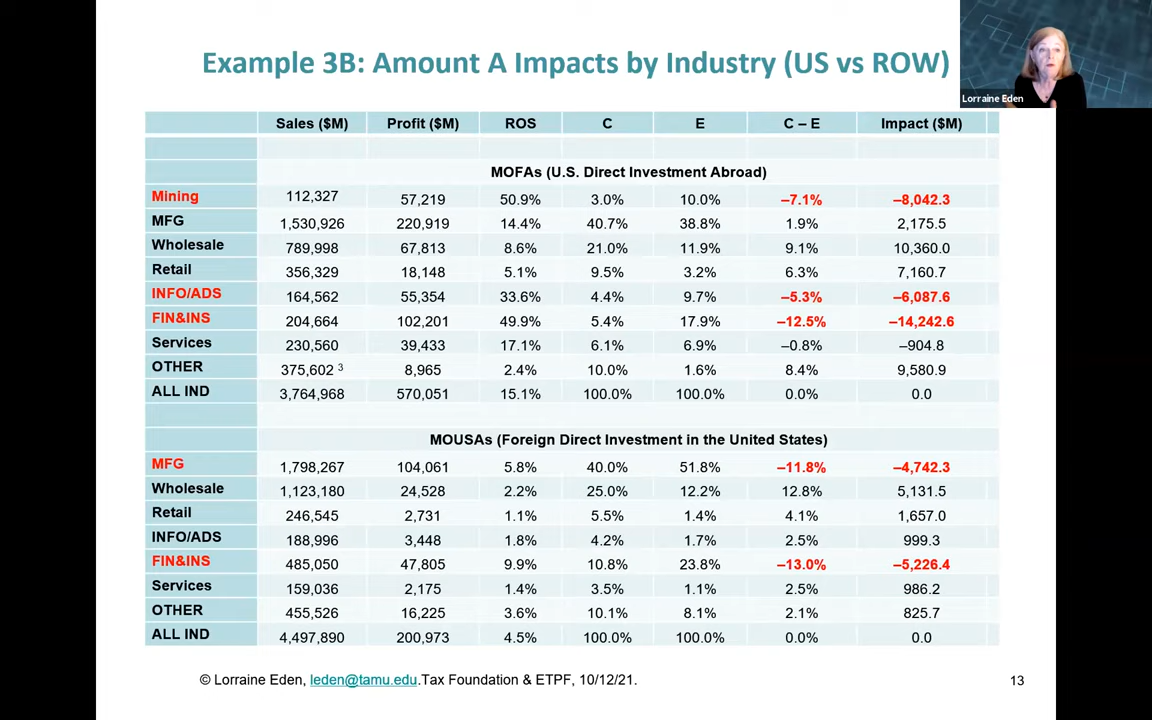 Example 3B: Amount A Impacts by Industry (US vs ROW)
Lorraine Eden
Sales ($M) Profit ($M) ROS C E C – E Impact ($M)
MOFAs (U.S. Direct Investment Abroad)
Mining 112,327 57,219 50.9% 3.0% 10.0% –7.1% –8,042.3
MFG 1,530,926 220,919 14.4% 40.7% 38.8% 1.9% 2,175.5
Wholesale 789,998 67,813 8.6% 21.0% 11.9% 9.1% 10,360.0
Retail 356,329 18,148 5.1% 9.5% 3.2% 6.3% 7,160.7
INFO/ADS 164,562 55,354 33.6% 4.4% 9.7% –5.3% –6,087.6
FIN&INS 204,664 102,201 49.9% 5.4% 17.9% –12.5% –14,242.6
Services 230,560 39,433 17.1% 6.1% 6.9% –0.8% –904.8
OTHER 375,602 ³ 8,965 2.4% 10.0% 1.6% 8.4% 9,580.9
ALL IND 3,764,968 570,051 15.1% 100.0% 100.0% 0.0% 0.0
MOUSAs (Foreign Direct Investment in the United States)
MFG 1,798,267 104,061 5.8% 40.0% 51.8% –11.8% –4,742.3
Wholesale 1,123,180 24,528 2.2% 25.0% 12.2% 12.8% 5,131.5
Retail 246,545 2,731 1.1% 5.5% 1.4% 4.1% 1,657.0
INFO/ADS 188,996 3,448 1.8% 4.2% 1.7% 2.5% 999.3
FIN&INS 485,050 47,805 9.9% 10.8% 23.8% –13.0% –5,226.4
Services 159,036 2,175 1.4% 3.5% 1.1% 2.5% 986.2
OTHER 455,526 16,225 3.6% 10.1% 8.1% 2.1% 825.7
ALL IND 4,497,890 200,973 4.5% 100.0% 100.0% 0.0% 0.0
© Lorraine Eden, leden@tamu.edu.Tax Foundation & ETPF, 10/12/21.
13